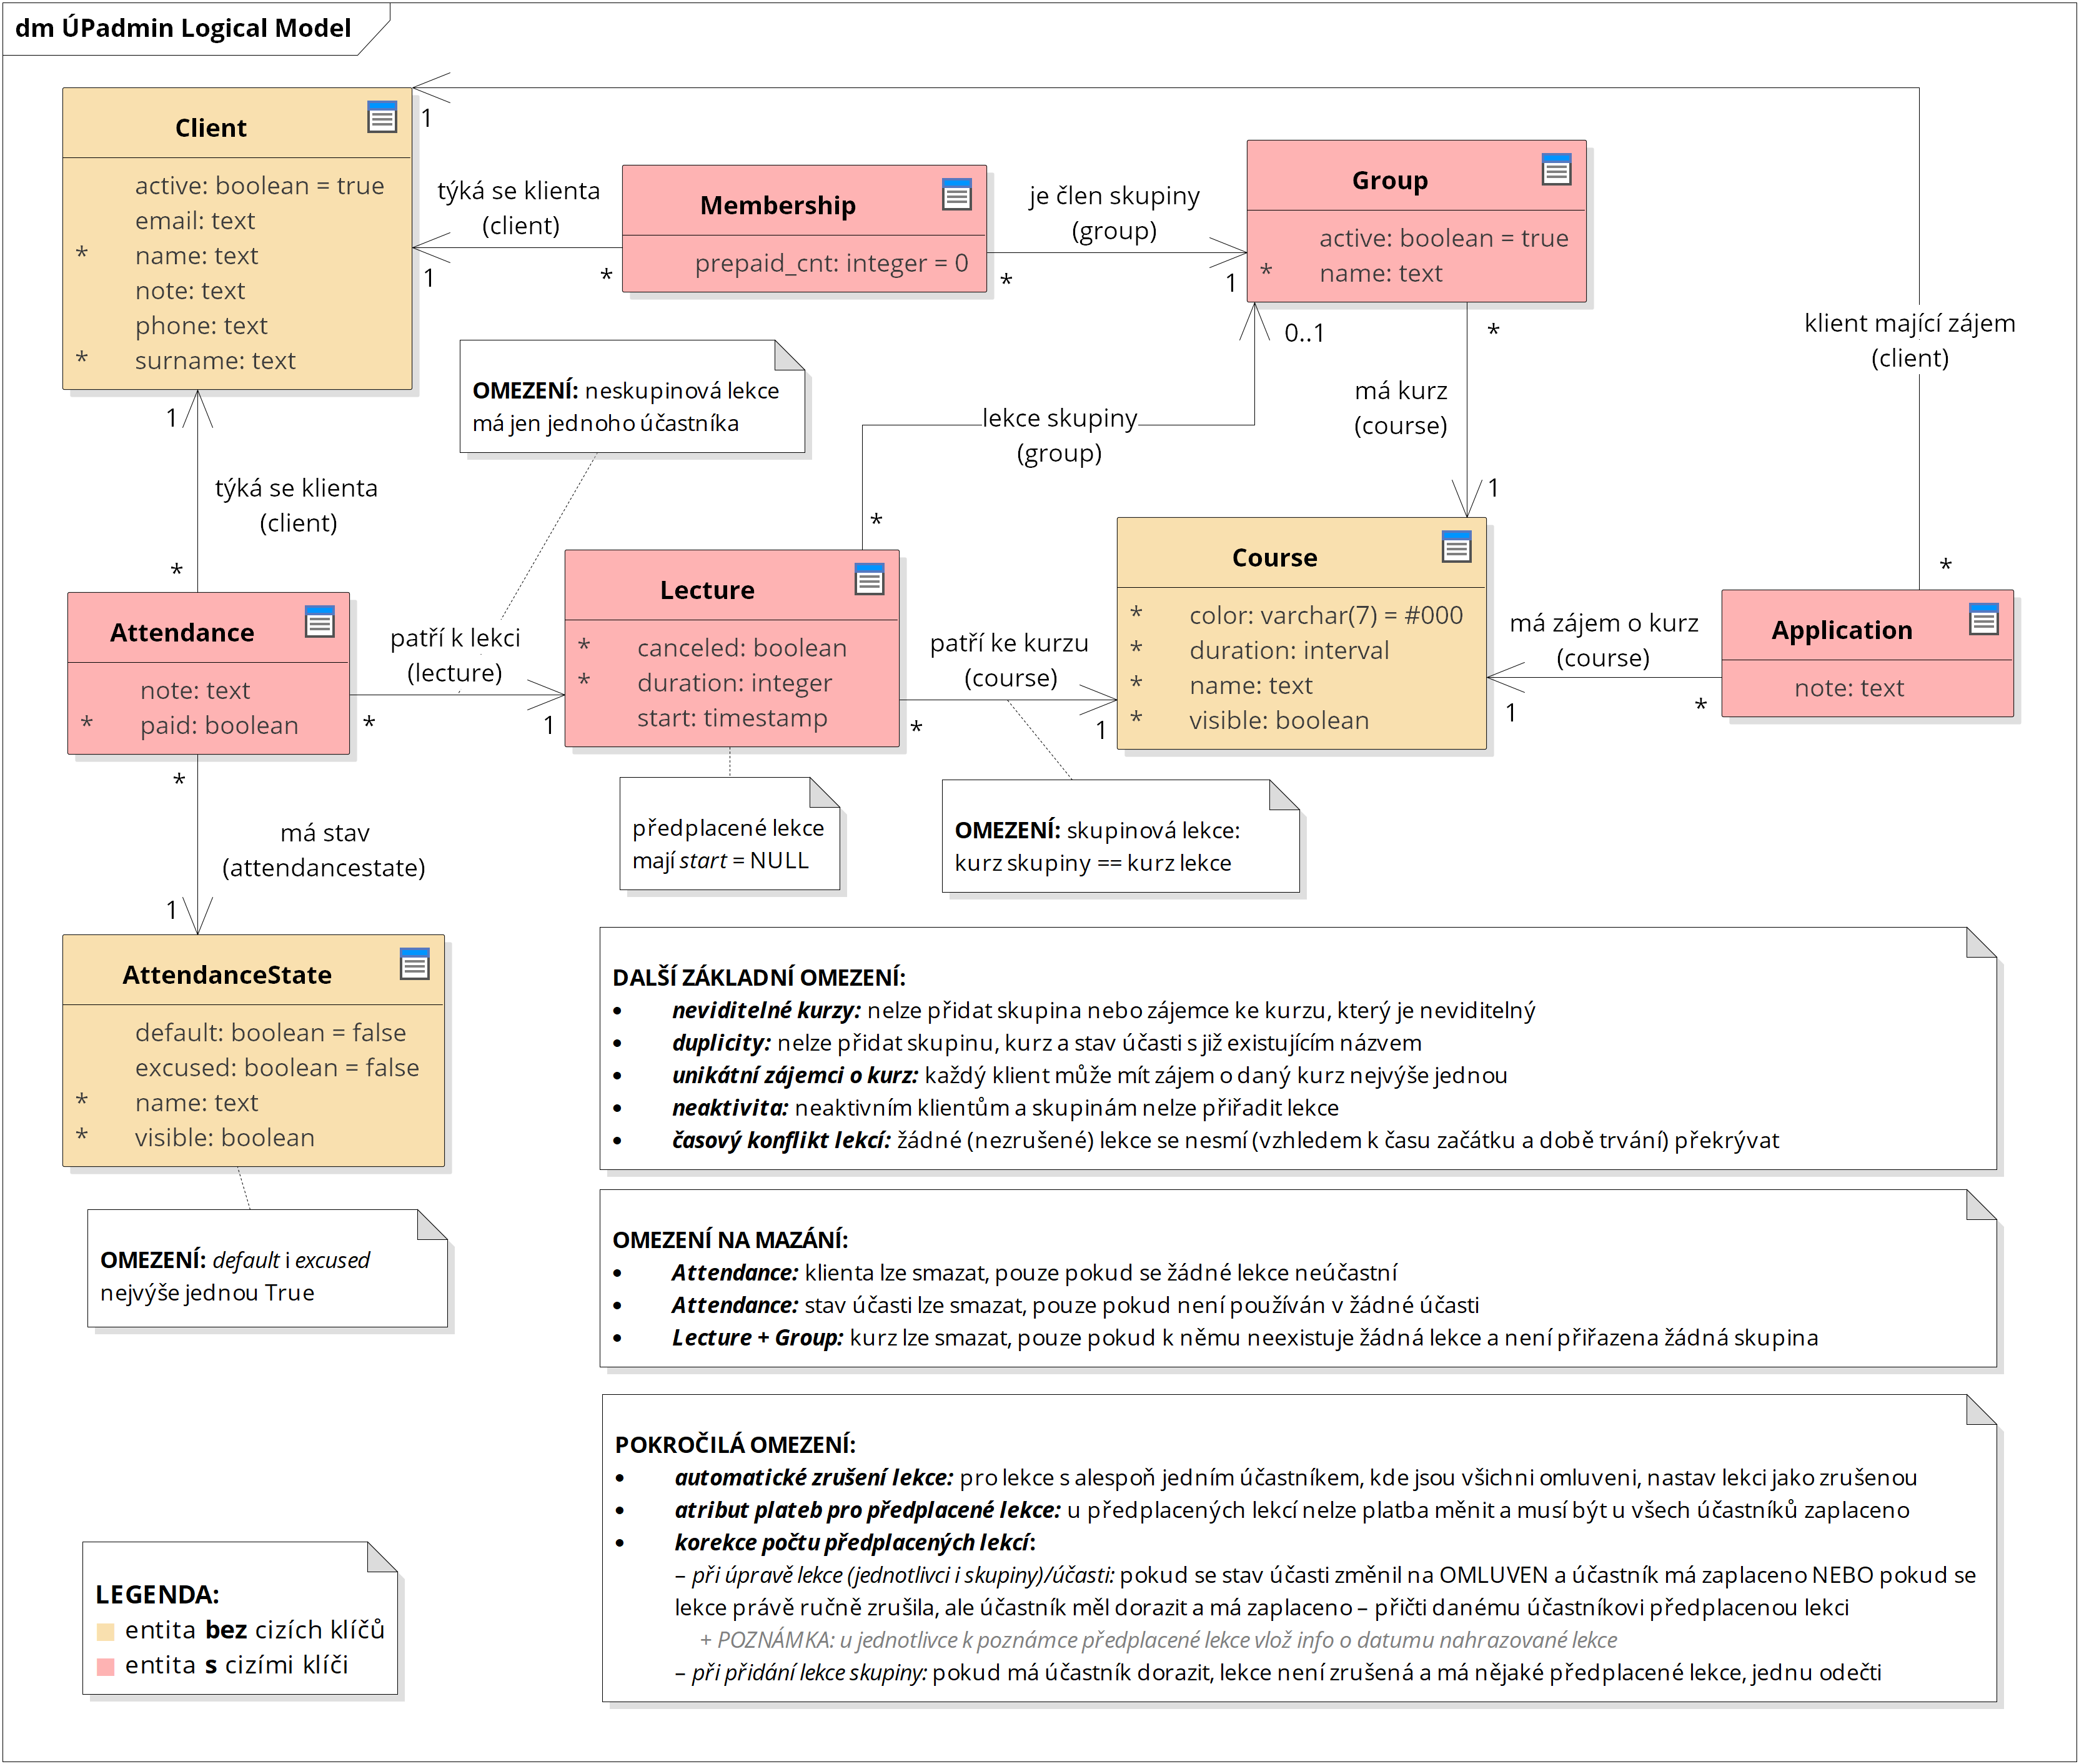 dm ÚPadmin Logical Model
Client
active: boolean = true
email: text
* name: text
note: text
phone: text
* surname: text
1
týká se klienta
(client)
1
*
Membership
prepaid_cnt: integer = 0
je člen skupiny
(group)
*
1
Group
active: boolean = true
* name: text
klient mající zájem
(client)
*
OMEZENÍ: neskupinová lekce
má jen jednoho účastníka
0..1
lekce skupiny
(group)
*
*
má kurz
(course)
1
1
týká se klienta
(client)
*
Attendance
note: text
* paid: boolean
patří k lekci
(lecture)
*
1
Lecture
* canceled: boolean
* duration: integer
start: timestamp
patří ke kurzu
(course)
*
1
Course
* color: varchar(7) = #000
* duration: interval
* name: text
* visible: boolean
má zájem o kurz
(course)
1
*
Application
note: text
předplacené lekce
mají start = NULL
OMEZENÍ: skupinová lekce:
kurz skupiny == kurz lekce
*
má stav
(attendancestate)
1
AttendanceState
default: boolean = false
excused: boolean = false
* name: text
* visible: boolean
OMEZENÍ: default i excused
nejvýše jednou True
DALŠÍ ZÁKLADNÍ OMEZENÍ:
• neviditelné kurzy: nelze přidat skupina nebo zájemce ke kurzu, který je neviditelný
• duplicity: nelze přidat skupinu, kurz a stav účasti s již existujícím názvem
• unikátní zájemci o kurz: každý klient může mít zájem o daný kurz nejvýše jednou
• neaktivita: neaktivním klientům a skupinám nelze přiřadit lekce
• časový konflikt lekcí: žádné (nezrušené) lekce se nesmí (vzhledem k času začátku a době trvání) překrývat
OMEZENÍ NA MAZÁNÍ:
• Attendance: klienta lze smazat, pouze pokud se žádné lekce neúčastní
• Attendance: stav účasti lze smazat, pouze pokud není používán v žádné účasti
• Lecture + Group: kurz lze smazat, pouze pokud k němu neexistuje žádná lekce a není přiřazena žádná skupina
POKROČILÁ OMEZENÍ:
• automatické zrušení lekce: pro lekce s alespoň jedním účastníkem, kde jsou všichni omluveni, nastav lekci jako zrušenou
• atribut plateb pro předplacené lekce: u předplacených lekcí nelze platba měnit a musí být u všech účastníků zaplaceno
• korekce počtu předplacených lekcí:
– při úpravě lekce (jednotlivci i skupiny)/účasti: pokud se stav účasti změnil na OMLUVEN a účastník má zaplaceno NEBO pokud se
lekce právě ručně zrušila, ale účastník měl dorazit a má zaplaceno – přičti danému účastníkovi předplacenou lekci
+ POZNÁMKA: u jednotlivce k poznámce předplacené lekce vlož info o datumu nahrazované lekce
– při přidání lekce skupiny: pokud má účastník dorazit, lekce není zrušená a má nějaké předplacené lekce, jednu odečti
LEGENDA:
entita bez cizích klíčů
entita s cizími klíči